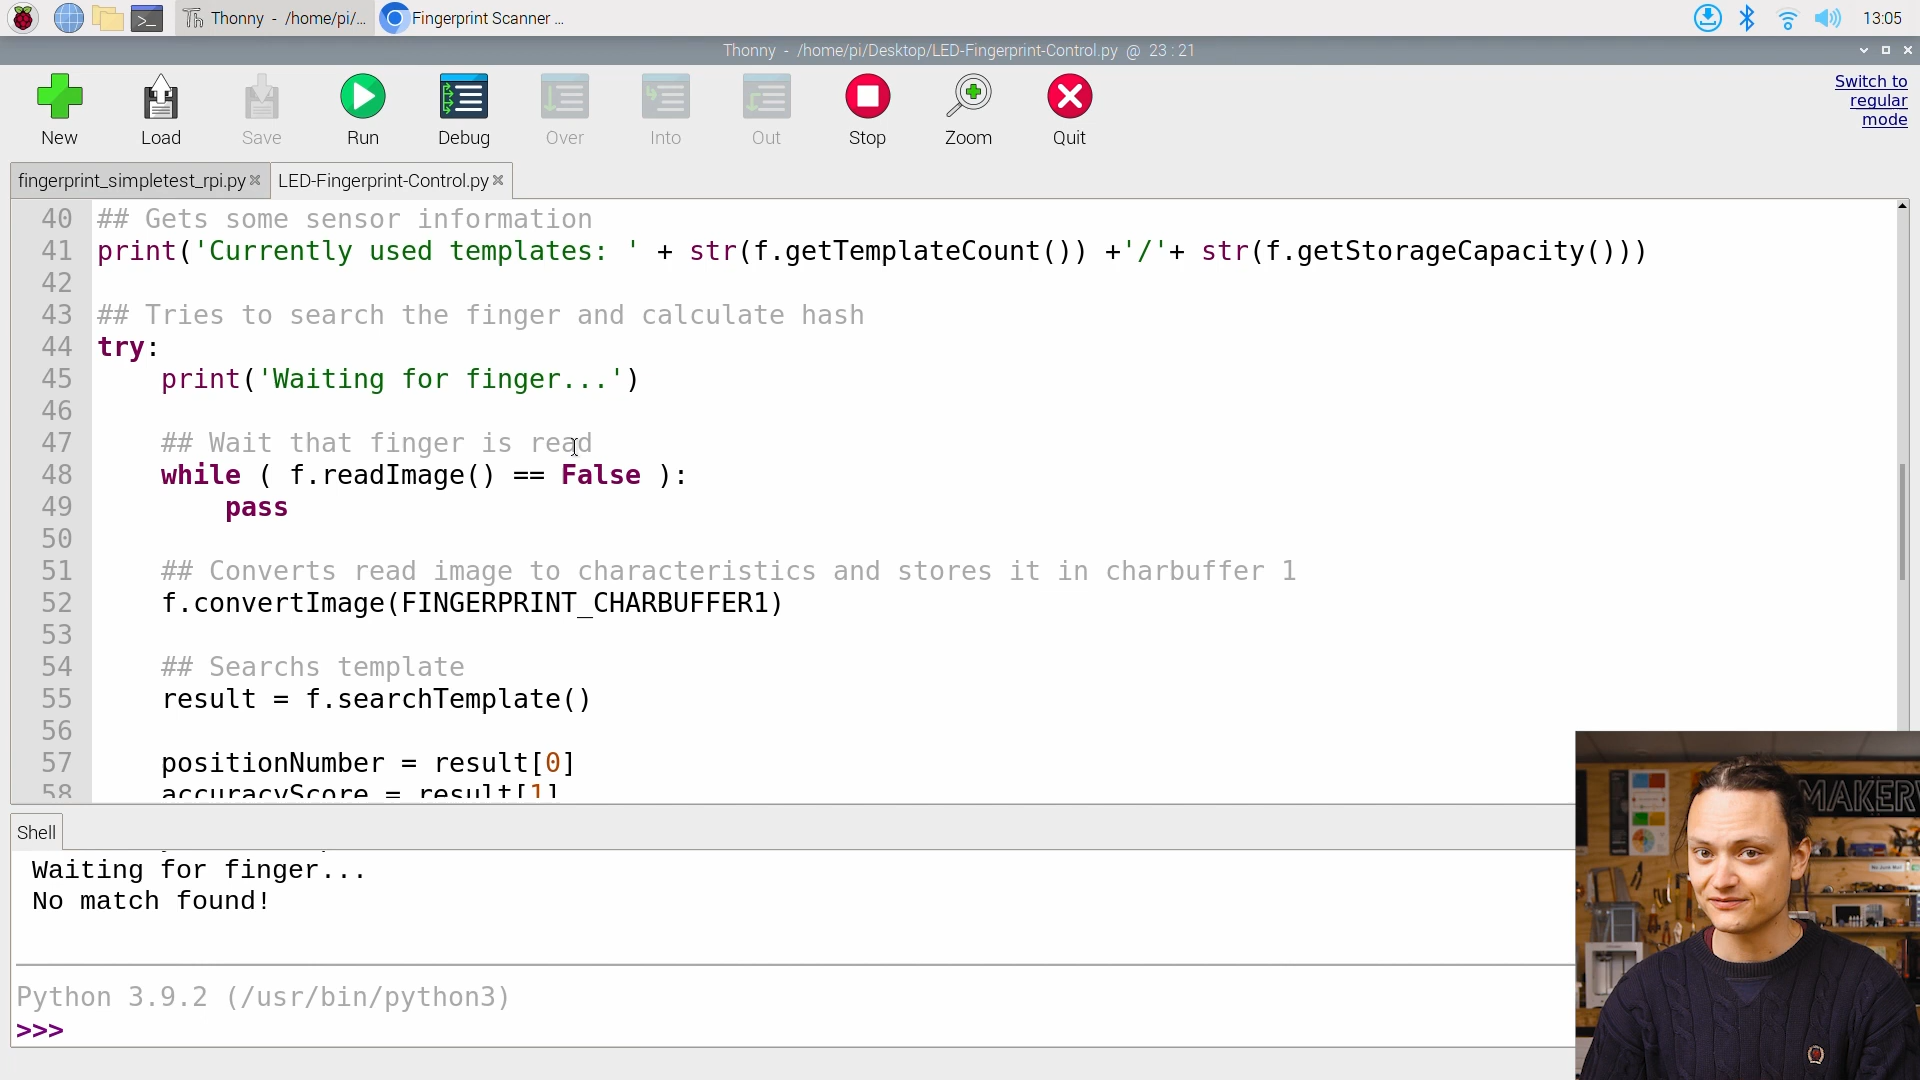 Thonny - /home/pi/...
Fingerprint Scanner ...
13:05
Thonny - /home/pi/Desktop/LED-Fingerprint-Control.py @ 23 : 21
New
Load
Save
Run
Debug
Over
Into
Out
Stop
Zoom
Quit
Switch to
regular
mode
fingerprint_simpletest_rpi.py
LED-Fingerprint-Control.py
40 ## Gets some sensor information
41 print('Currently used templates: ' + str(f.getTemplateCount()) +'/'+ str(f.getStorageCapacity()))
42
43 ## Tries to search the finger and calculate hash
44 try:
45 print('Waiting for finger...')
46
47 ## Wait that finger is read
48 while ( f.readImage() == False ):
49 pass
50
51 ## Converts read image to characteristics and stores it in charbuffer 1
52 f.convertImage(FINGERPRINT_CHARBUFFER1)
53
54 ## Searchs template
55 result = f.searchTemplate()
56
57 positionNumber = result[0]
58 accuracyScore = result[1]
Shell
Waiting for finger...
No match found!
Python 3.9.2 (/usr/bin/python3)
>>>
MAKERV